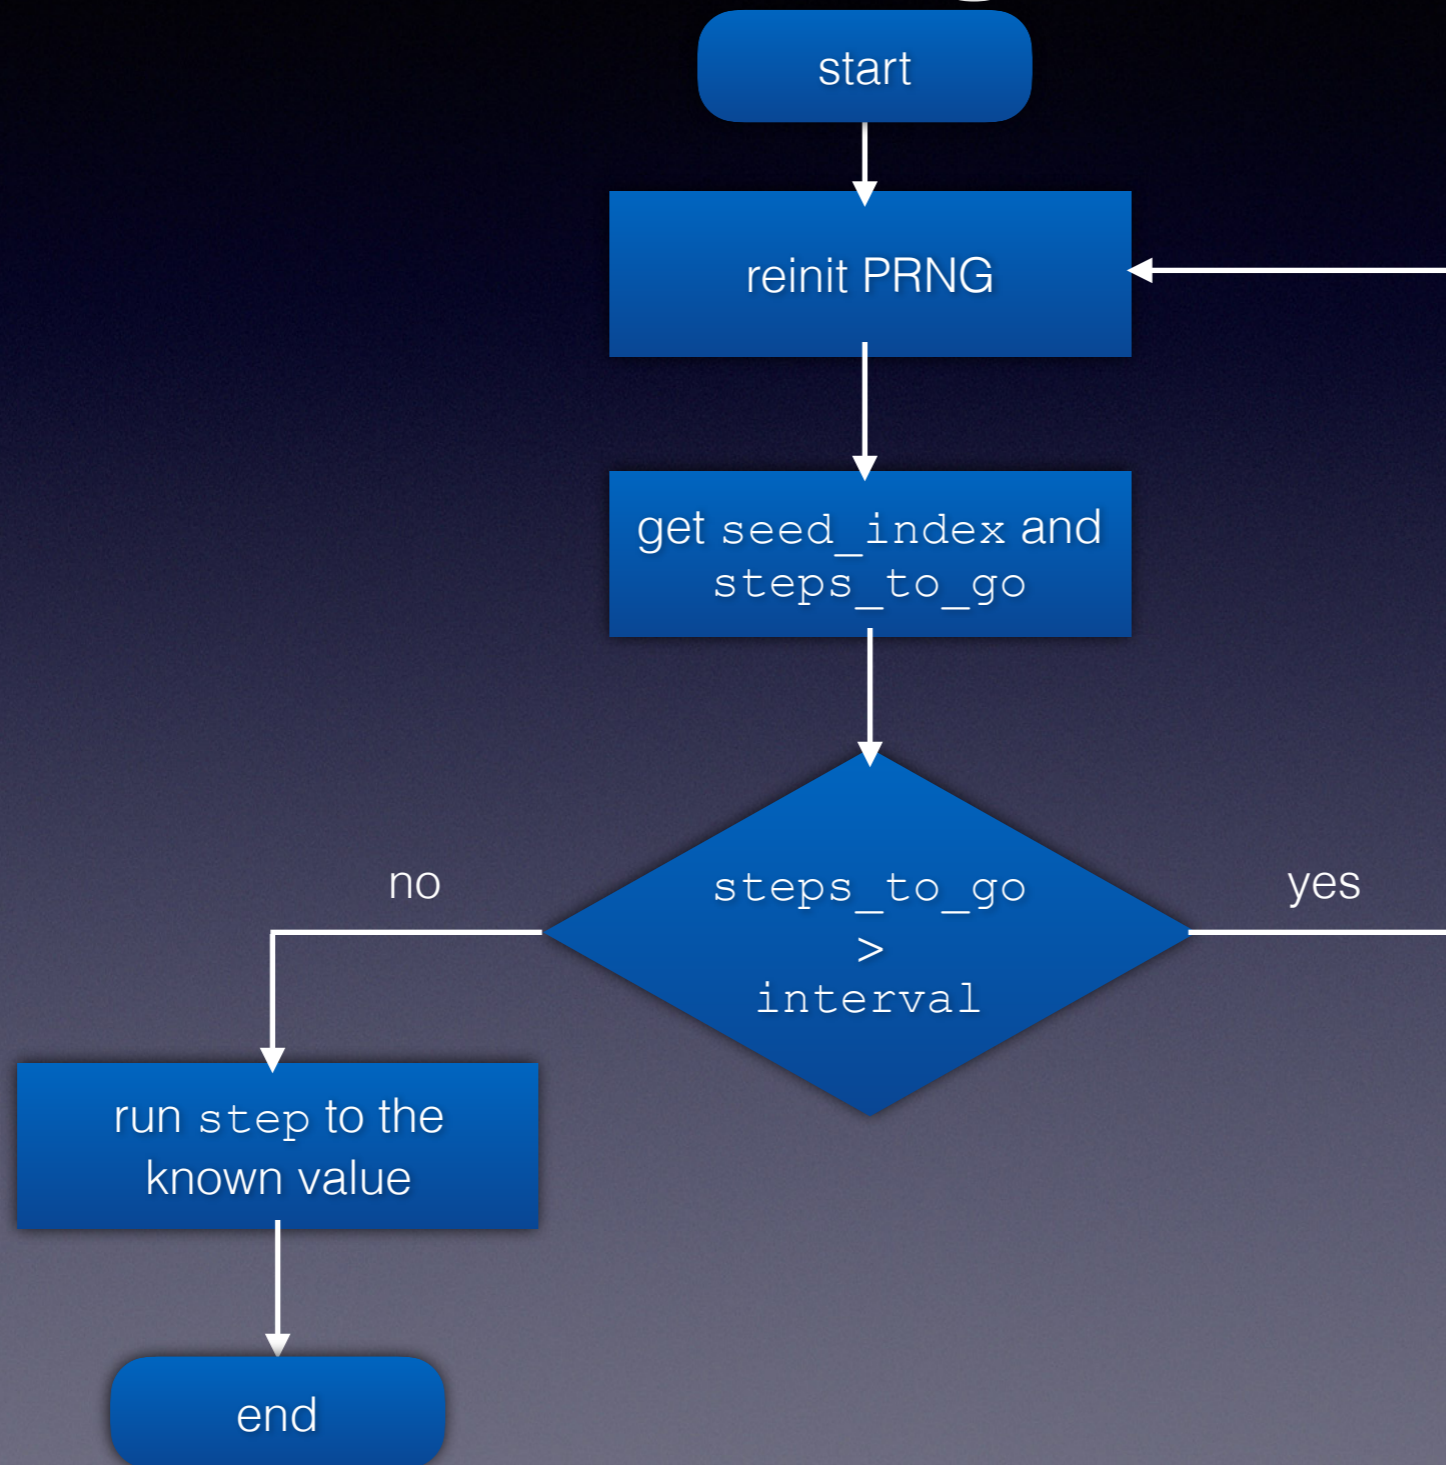 start
reinit PRNG
get seed_index and
steps_to_go
no
steps_to_go
>
interval
yes
run step to the
known value
end